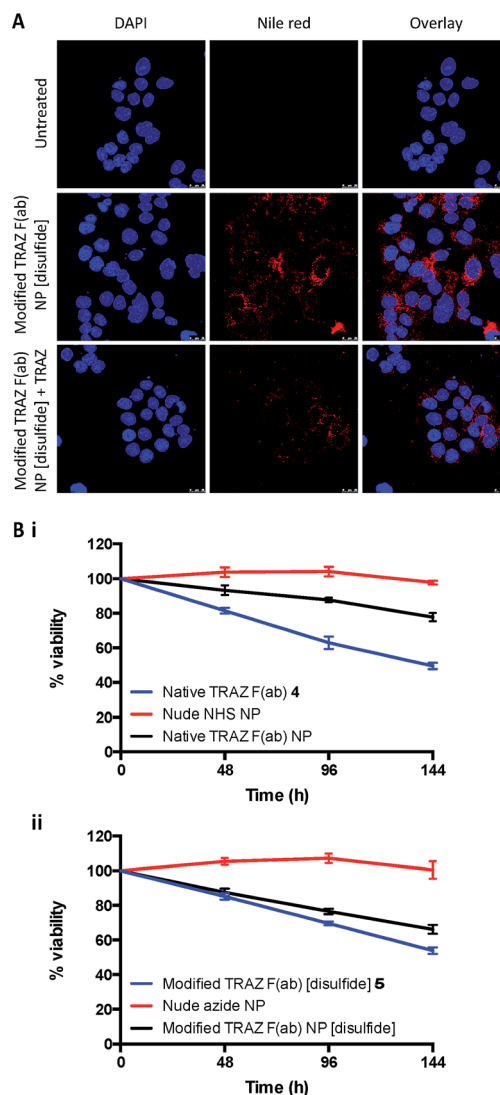 A
DAPI Nile red Overlay
Untreated
Modified TRAZ F(ab)
NP [disulfide]
Modified TRAZ F(ab)
NP [disulfide] + TRAZ
B i
120
100
80
60
40
20
0
% viability
Native TRAZ F(ab) 4
Nude NHS NP
Native TRAZ F(ab) NP
0 48 96 144
Time (h)
ii
120
100
80
60
40
20
0
% viability
Modified TRAZ F(ab) [disulfide] 5
Nude azide NP
Modified TRAZ F(ab) NP [disulfide]
0 48 96 144
Time (h)